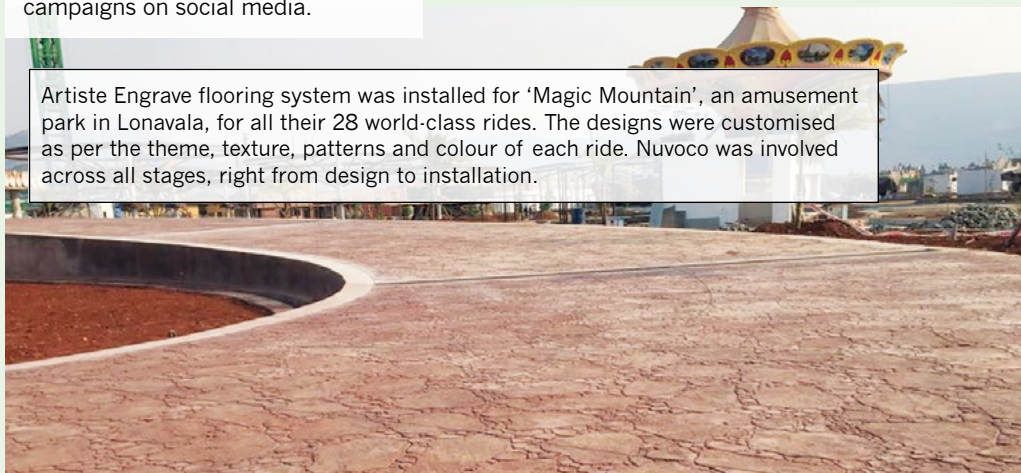 campaigns on social media.
Artiste Engrave flooring system was installed for ‘Magic Mountain’, an amusement
park in Lonavala, for all their 28 world-class rides. The designs were customised
as per the theme, texture, patterns and colour of each ride. Nuvoco was involved
across all stages, right from design to installation.